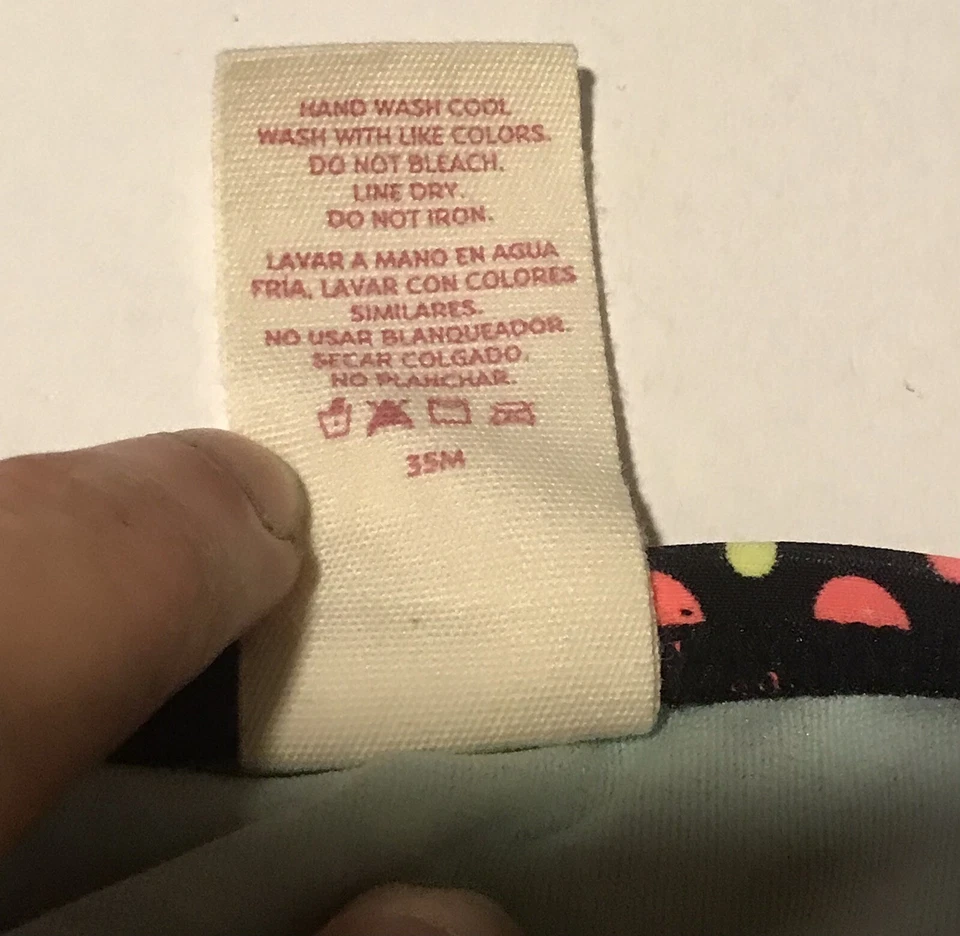 HAND WASH COOL
WASH WITH LIKE COLORS.
DO NOT BLEACH.
LINE DRY.
DO NOT IRON.
LAVAR A MANO EN AGUA
FRÍA, LAVAR CON COLORES
SIMILARES.
NO USAR BLANQUEADOR.
SECAR COLGADO.
NO PLANCHAR.
35M